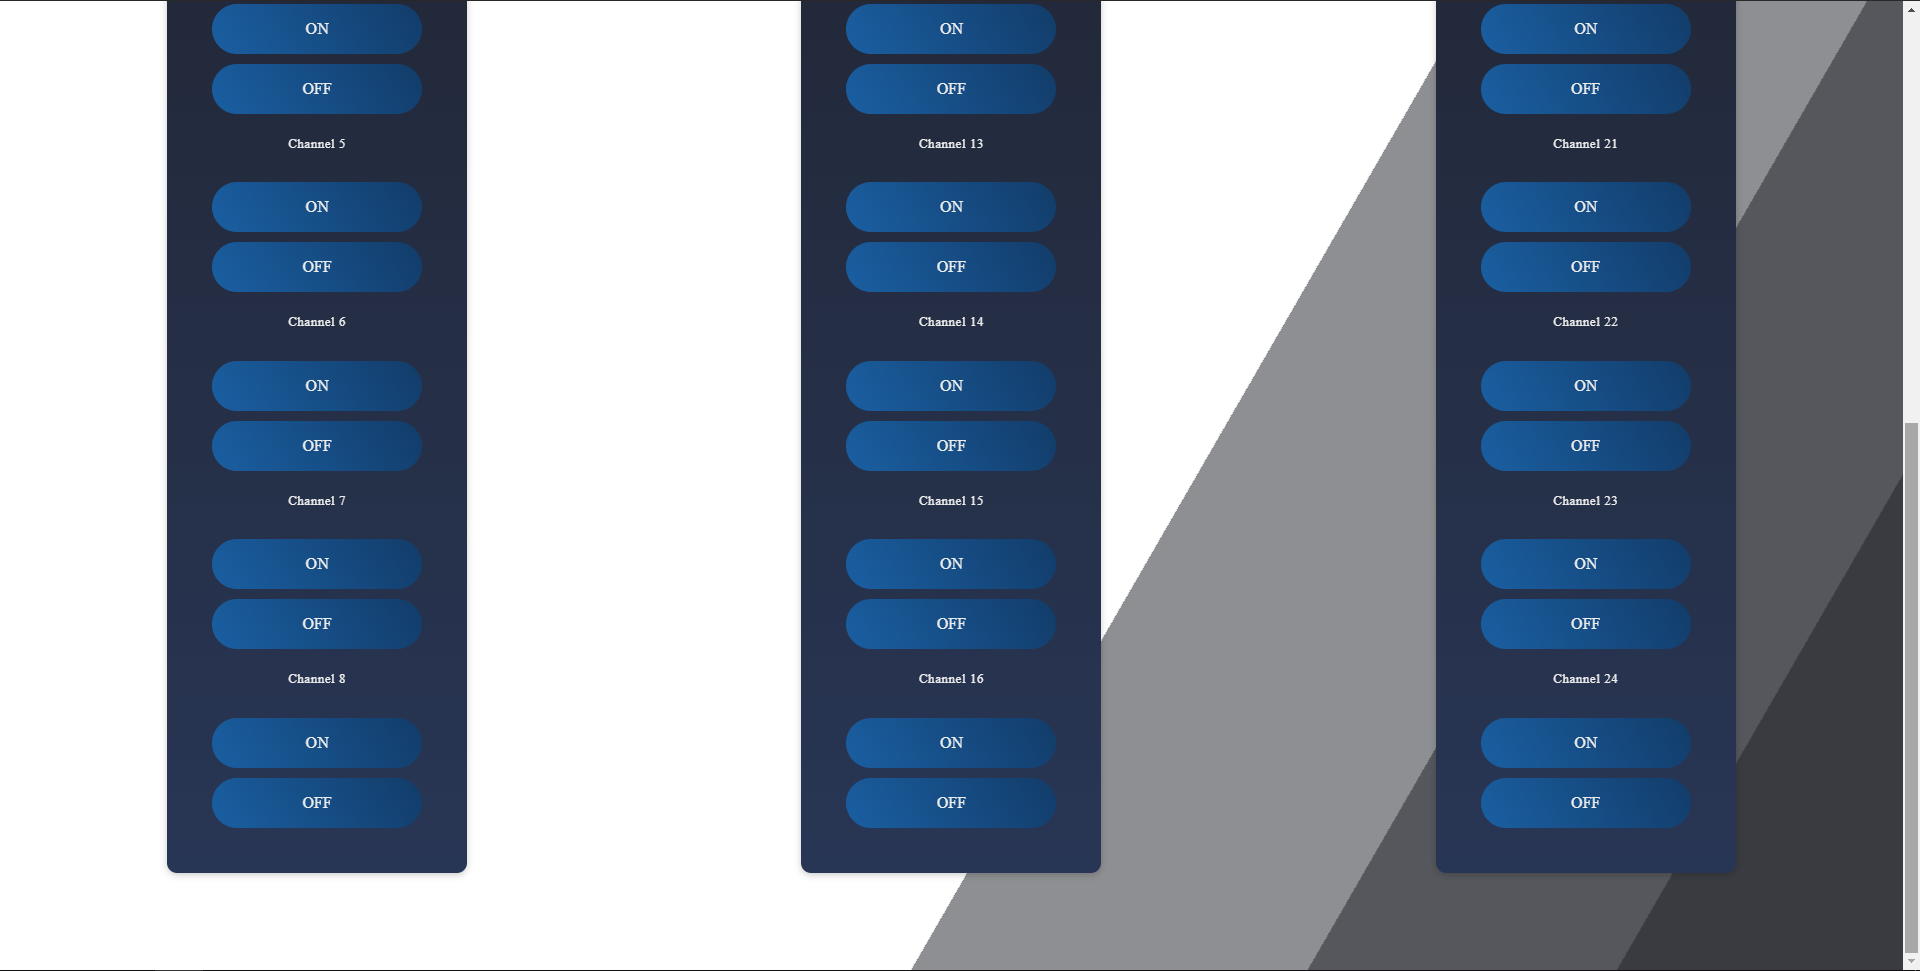 ON
OFF
Channel 5
ON
OFF
Channel 6
ON
OFF
Channel 7
ON
OFF
Channel 8
ON
OFF
ON
OFF
Channel 13
ON
OFF
Channel 14
ON
OFF
Channel 15
ON
OFF
Channel 16
ON
OFF
ON
OFF
Channel 21
ON
OFF
Channel 22
ON
OFF
Channel 23
ON
OFF
Channel 24
ON
OFF